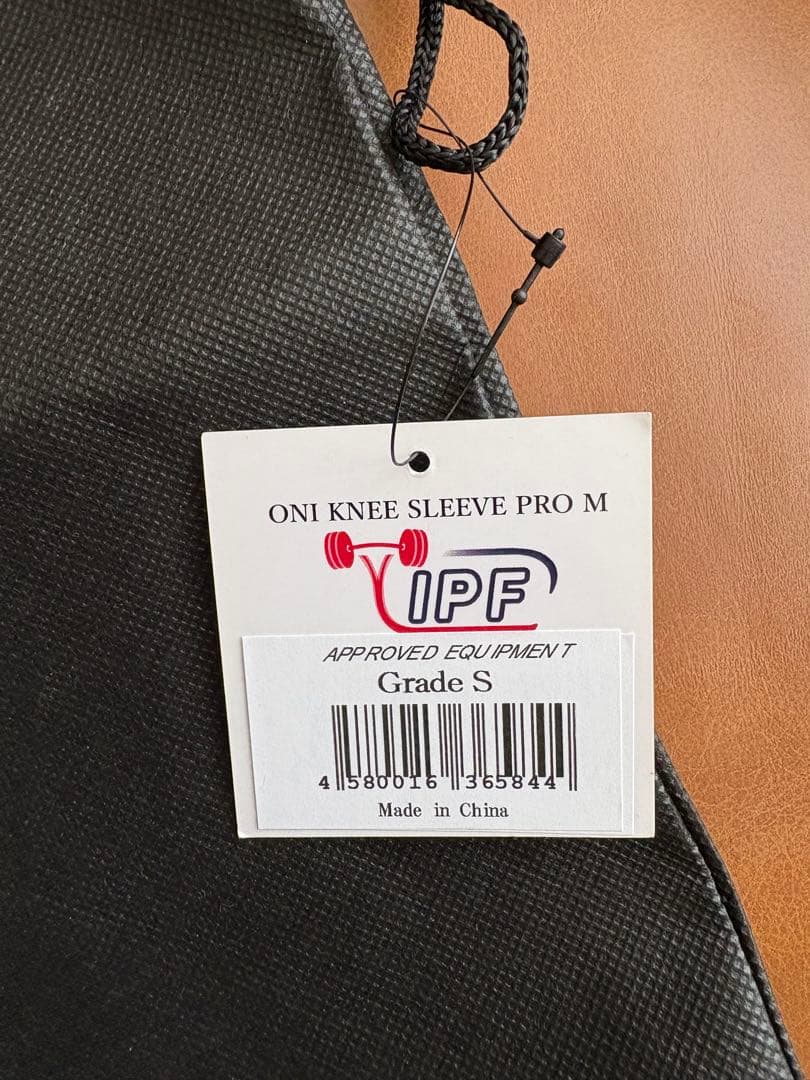 ONI KNEE SLEEVE PRO M
IPF
APPROVED EQUIPMENT
Grade S
4 580016 365844
Made in China